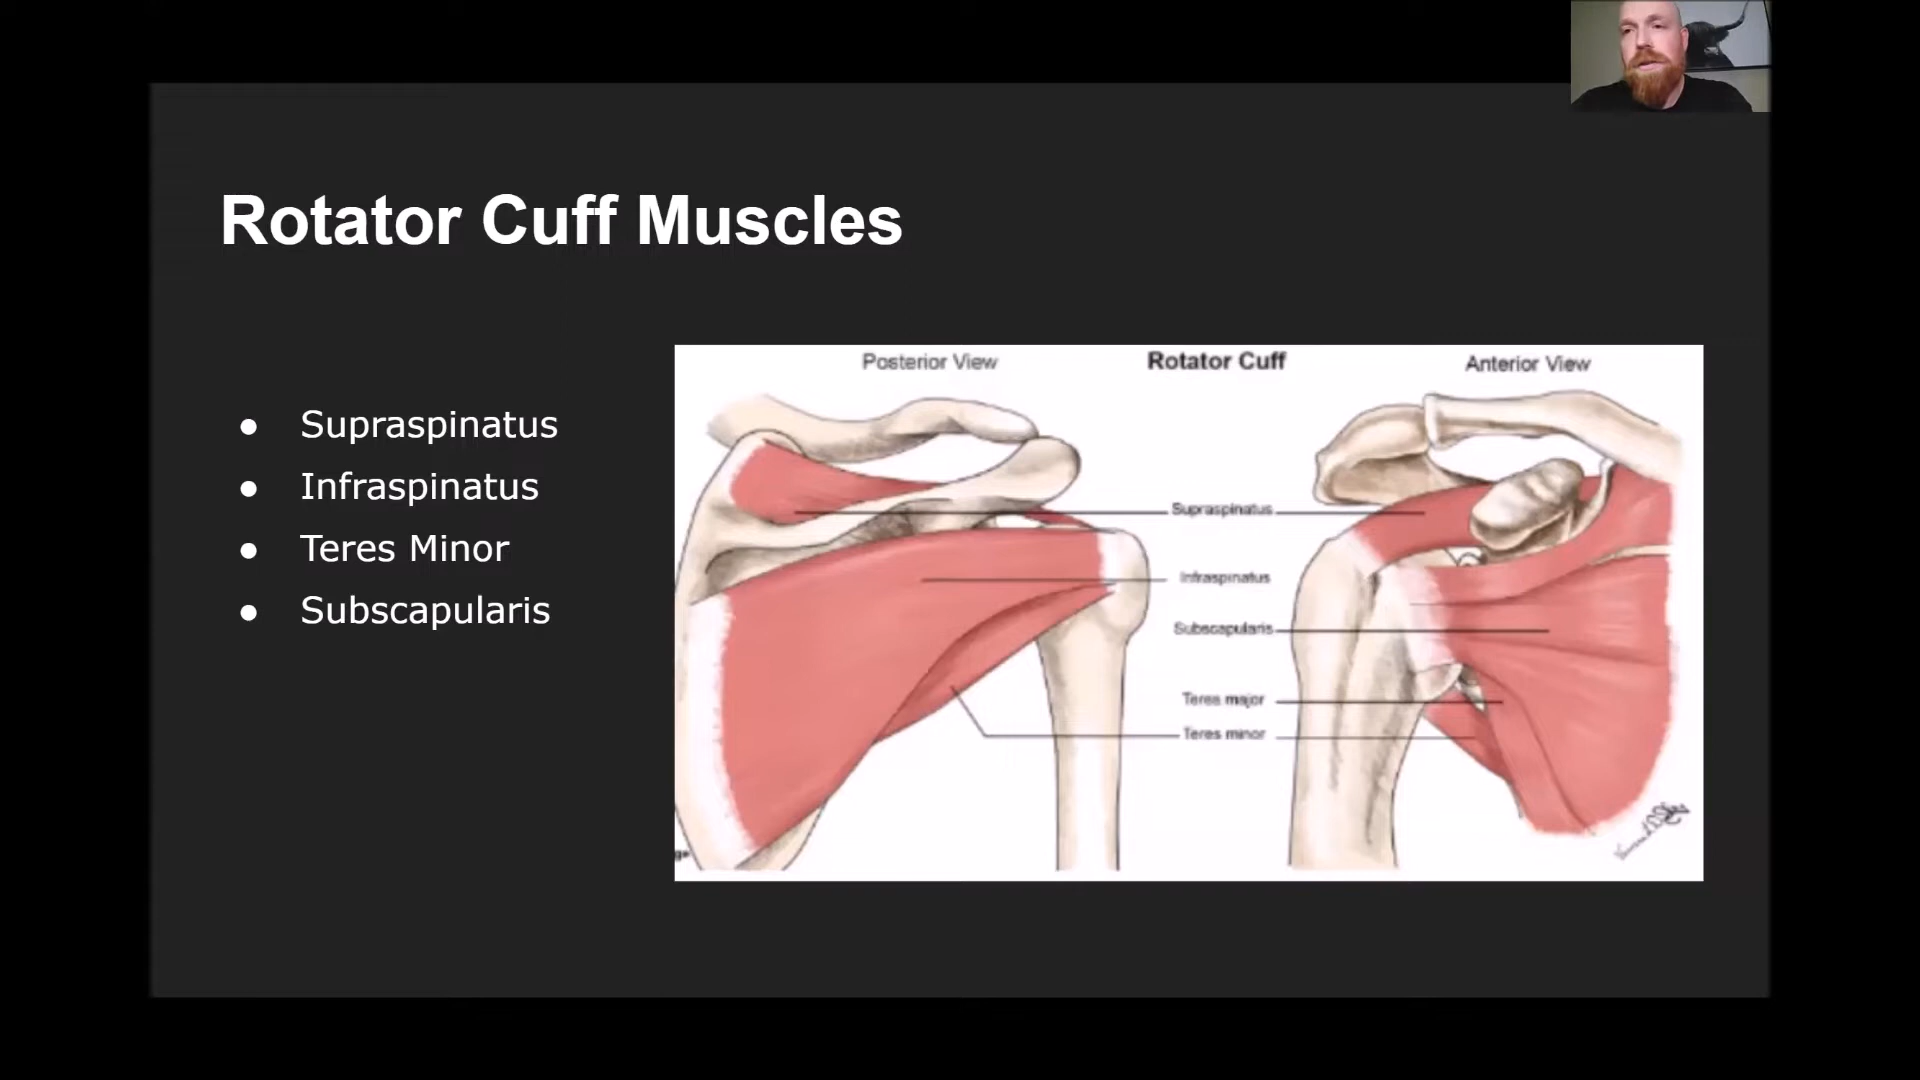 Rotator Cuff Muscles
● Supraspinatus
● Infraspinatus
● Teres Minor
● Subscapularis
Posterior View
Rotator Cuff
Anterior View
Supraspinatus
Infraspinatus
Subscapularis
Teres major
Teres minor